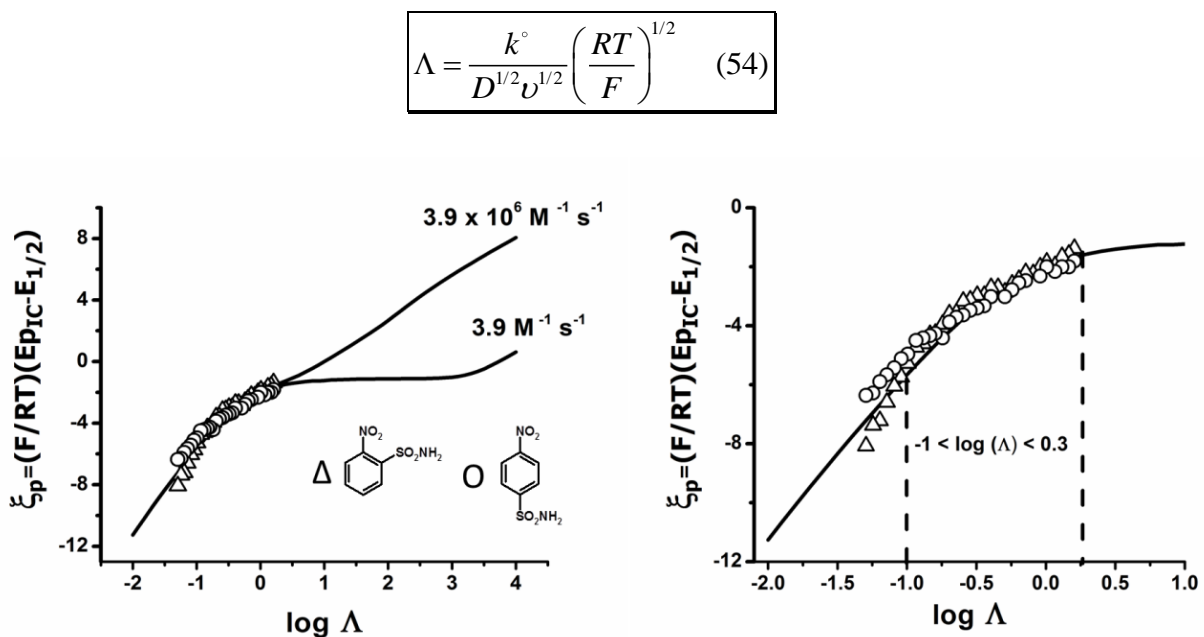 Λ = k° / (D^{1/2} υ^{1/2}) (RT / F)^{1/2} (54)
ξp=(F/RT)(EpIC-E1/2)
8
4
0
-4
-8
-12
3.9 x 10^6 M^-1 s^-1
3.9 M^-1 s^-1
Δ
NO2
SO2NH2
O
NO2
SO2NH2
-2 -1 0 1 2 3 4
log Λ
ξp=(F/RT)(EpIC-E1/2)
0
-4
-8
-12
-1 < log (Λ) < 0.3
-2.0 -1.5 -1.0 -0.5 0.0 0.5 1.0
log Λ